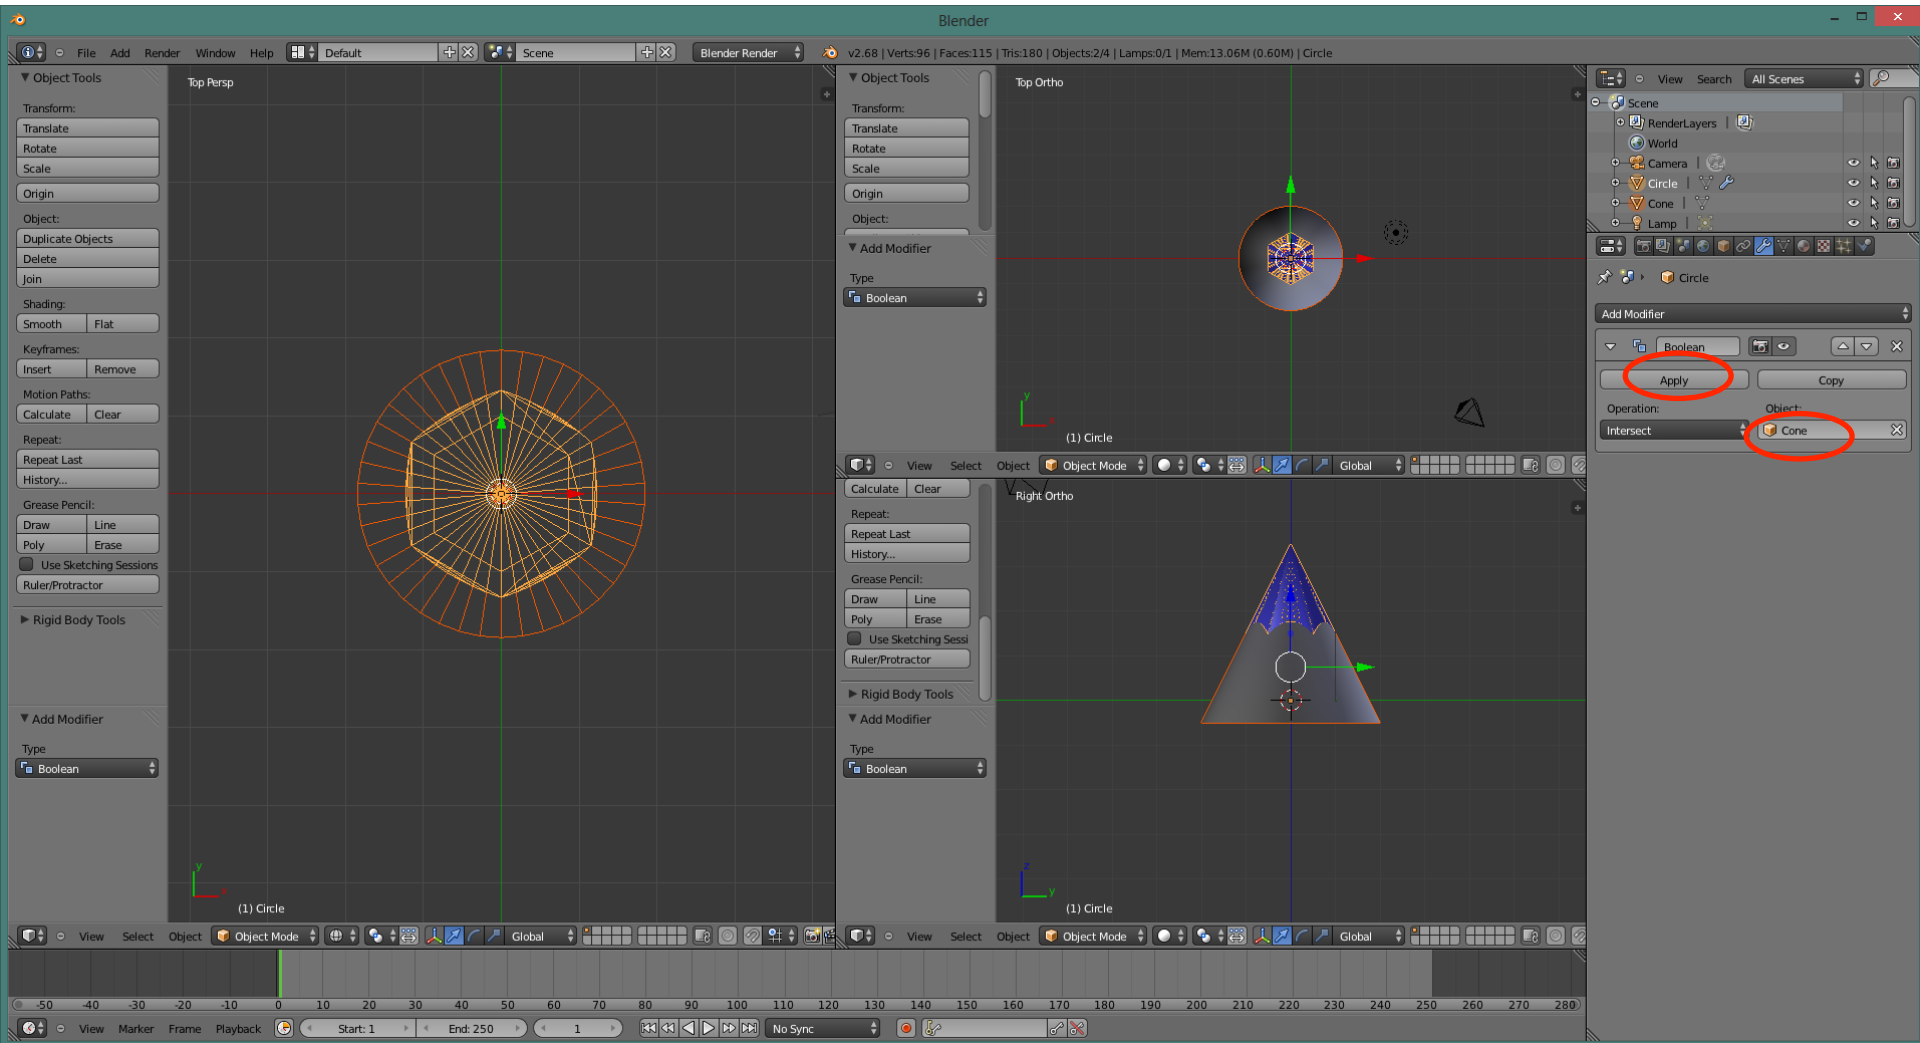 Blender
File Add Render Window Help Default Scene Blender Render v2.68 | Verts:96 | Faces:115 | Tris:180 | Objects:2/4 | Lamps:0/1 | Mem:13.06M (0.60M) | Circle
Object Tools
Transform:
Translate
Rotate
Scale
Origin
Object:
Duplicate Objects
Delete
Join
Shading:
Smooth Flat
Keyframes:
Insert Remove
Motion Paths:
Calculate Clear
Repeat:
Repeat Last
History...
Grease Pencil:
Draw Line
Poly Erase
Use Sketching Sessions
Ruler/Protractor
Rigid Body Tools
Add Modifier
Type
Boolean
Top Persp
y
x
(1) Circle
View Select Object Object Mode Global
Object Tools
Transform:
Translate
Rotate
Scale
Origin
Object:
Add Modifier
Type
Boolean
Top Ortho
y
x
(1) Circle
View Select Object Object Mode Global
Calculate Clear
Repeat:
Repeat Last
History...
Grease Pencil:
Draw Line
Poly Erase
Use Sketching Sessi
Ruler/Protractor
Rigid Body Tools
Add Modifier
Type
Boolean
Right Ortho
z
y
(1) Circle
View Select Object Object Mode Global
View Search All Scenes
Scene
RenderLayers
World
Camera
Circle
Cone
Lamp
Circle
Add Modifier
Boolean
Apply Copy
Operation: Object:
Intersect Cone
-50 -40 -30 -20 -10 0 10 20 30 40 50 60 70 80 90 100 110 120 130 140 150 160 170 180 190 200 210 220 230 240 250 260 270 280
View Marker Frame Playback Start: 1 End: 250 1 No Sync